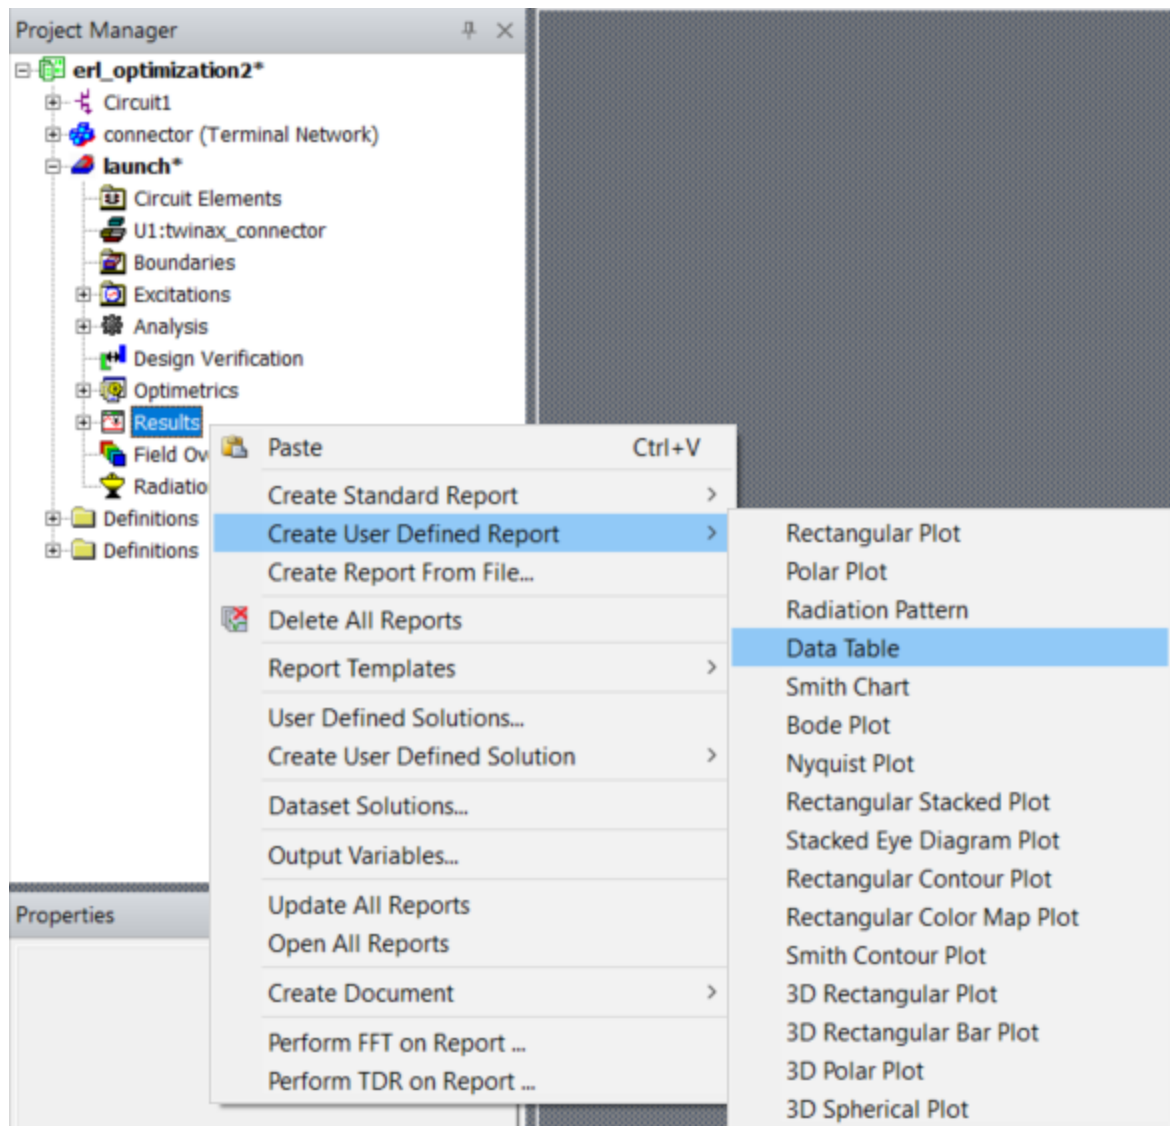 Project Manager
erl_optimization2*
Circuit1
connector (Terminal Network)
launch*
Circuit Elements
U1:twinax_connector
Boundaries
Excitations
Analysis
Design Verification
Optimetrics
Results
Field Ov
Radiatio
Definitions
Definitions
Paste Ctrl+V
Create Standard Report
Create User Defined Report
Create Report From File...
Delete All Reports
Report Templates
User Defined Solutions...
Create User Defined Solution
Dataset Solutions...
Output Variables...
Update All Reports
Open All Reports
Create Document
Perform FFT on Report ...
Perform TDR on Report ...
Rectangular Plot
Polar Plot
Radiation Pattern
Data Table
Smith Chart
Bode Plot
Nyquist Plot
Rectangular Stacked Plot
Stacked Eye Diagram Plot
Rectangular Contour Plot
Rectangular Color Map Plot
Smith Contour Plot
3D Rectangular Plot
3D Rectangular Bar Plot
3D Polar Plot
3D Spherical Plot
Properties